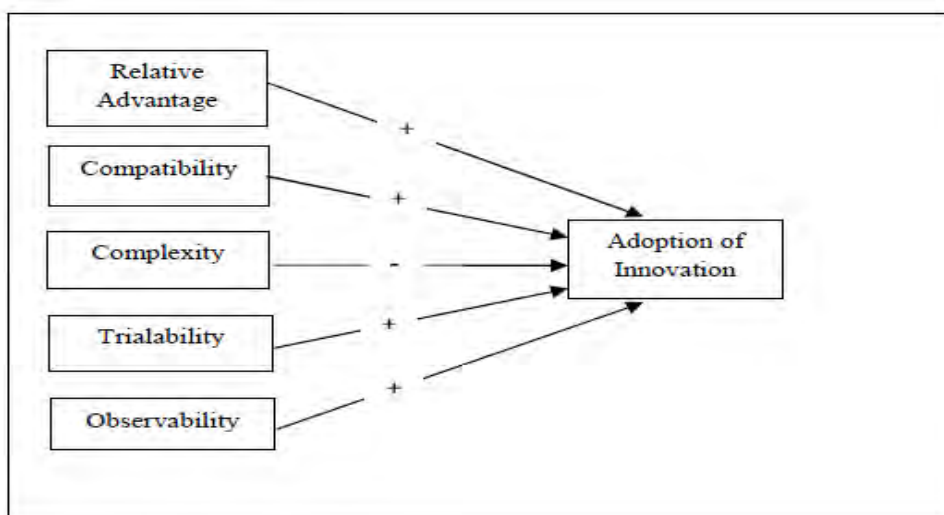 Relative
Advantage
+
Compatibility
+
Complexity
-
Adoption of
Innovation
Trialability
+
Observability
+